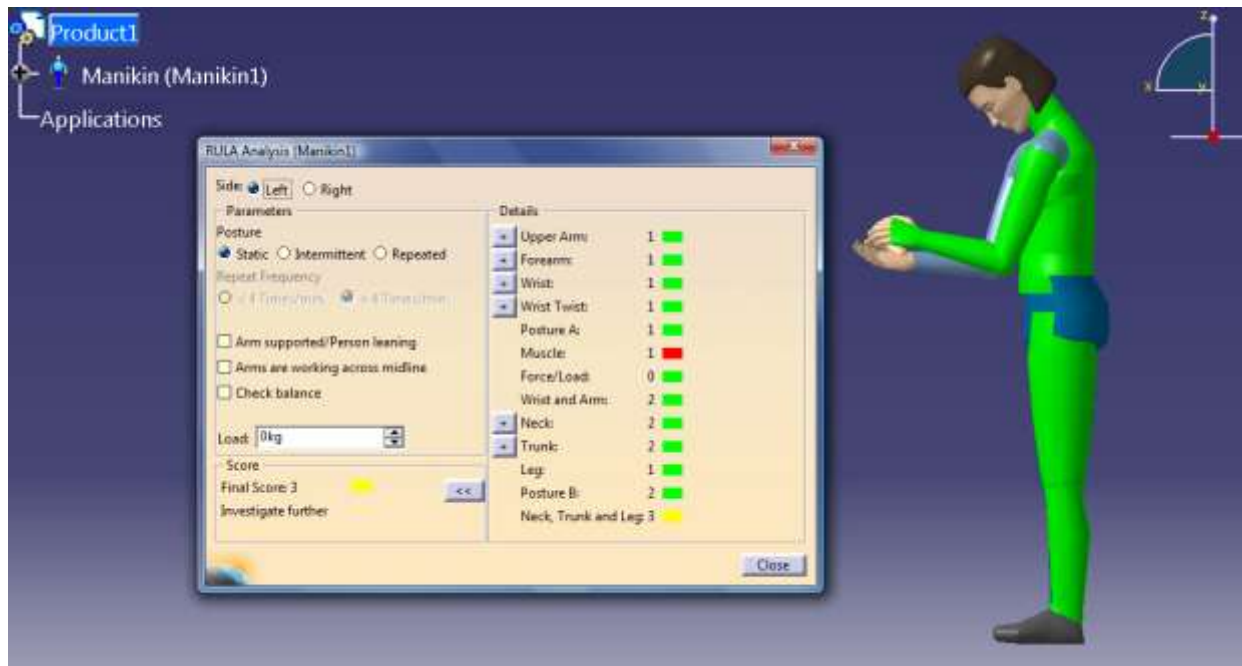 Product1
Manikin (Manikin1)
Applications
RULA Analysis (Manikin1)
Side: Left Right
Parameters
Posture
Static Intermittent Repeated
Repeat Frequency
Arm supported/Person leaning
Arms are working across midline
Check balance
Load: 0kg
Score
Final Score: 3
<<
Investigate further
Details
Upper Arm: 1
Forearm: 1
Wrist: 1
Wrist Twist: 1
Posture A: 1
Muscle: 1
Force/Load: 0
Wrist and Arm: 2
Neck: 2
Trunk: 2
Leg: 1
Posture B: 2
Neck, Trunk and Leg: 3
Close
z
x
y